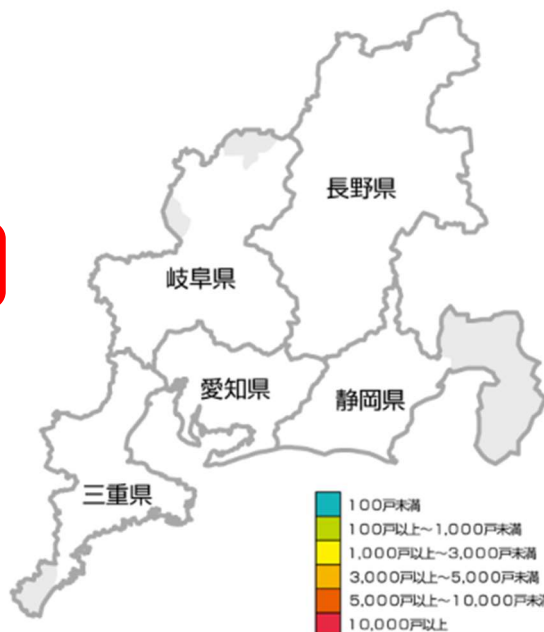 長野県
岐阜県
愛知県
静岡県
三重県
100戸未満
100戸以上～1,000戸未満
1,000戸以上～3,000戸未満
3,000戸以上～5,000戸未満
5,000戸以上～10,000戸未満
10,000戸以上